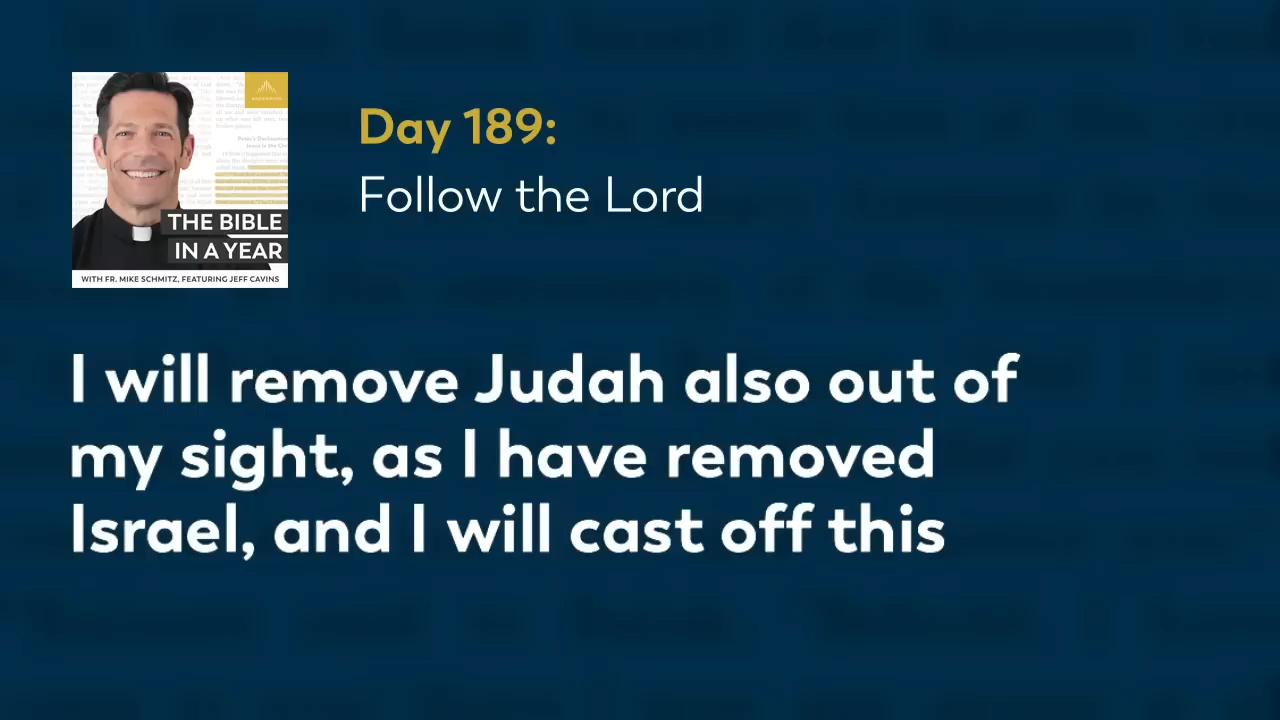 THE BIBLE
IN A YEAR
WITH FR. MIKE SCHMITZ, FEATURING JEFF CAVINS
Day 189:
Follow the Lord
I will remove Judah also out of
my sight, as I have removed
Israel, and I will cast off this